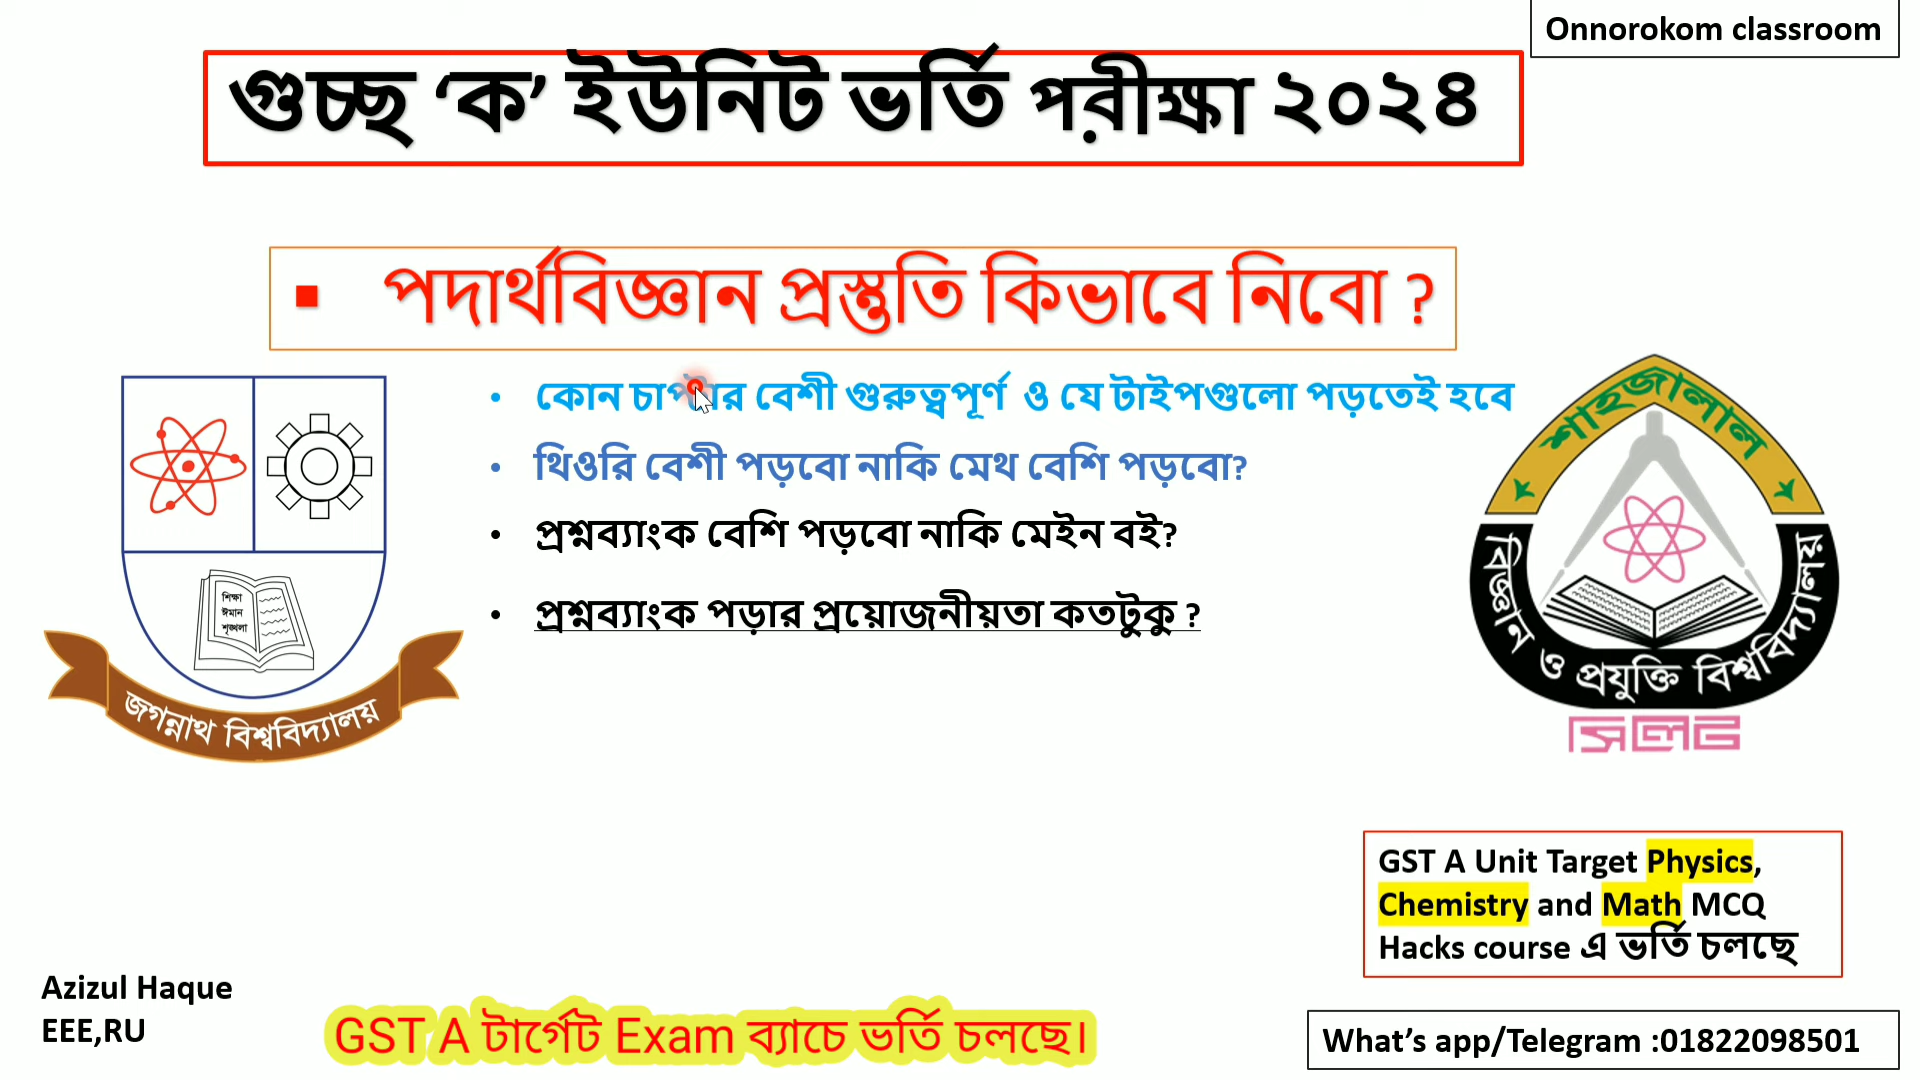 Onnorokom classroom
গুচ্ছ ‘ক’ ইউনিট ভর্তি পরীক্ষা ২০২৪
▪ পদার্থবিজ্ঞান প্রস্তুতি কিভাবে নিবো ?
• কোন চাপ্টার বেশী গুরুত্বপূর্ণ ও যে টাইপগুলো পড়তেই হবে
• থিওরি বেশী পড়বো নাকি মেথ বেশি পড়বো?
• প্রশ্নব্যাংক বেশি পড়বো নাকি মেইন বই?
• প্রশ্নব্যাংক পড়ার প্রয়োজনীয়তা কতটুকু ?
শিক্ষা
ঈমান
শৃঙ্খলা
জগন্নাথ বিশ্ববিদ্যালয়
শাহজালাল
বিজ্ঞান ও প্রযুক্তি বিশ্ববিদ্যালয়
সিলেট
GST A Unit Target Physics,
Chemistry and Math MCQ
Hacks course এ ভর্তি চলছে
Azizul Haque
EEE,RU
GST A টার্গেট Exam ব্যাচে ভর্তি চলছে।
What’s app/Telegram :01822098501